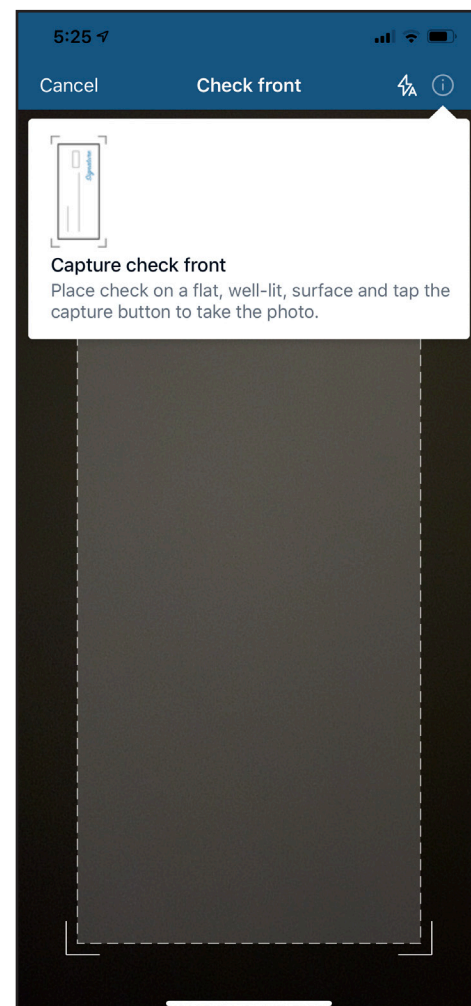 5:25
Cancel
Check front
A
Signature
Capture check front
Place check on a flat, well-lit, surface and tap the
capture button to take the photo.